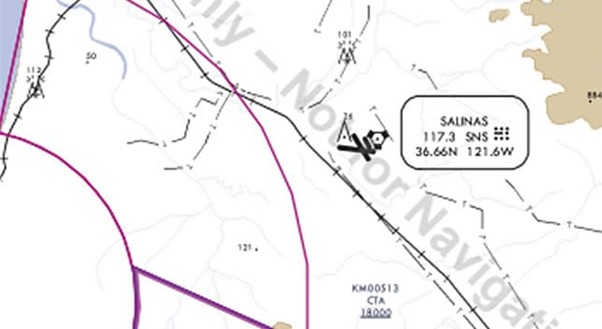 101
112
50
884
SALINAS
117.3 SNS
36.66N 121.6W
121
KM00513
CTA
18000
nly – Not for Navigati